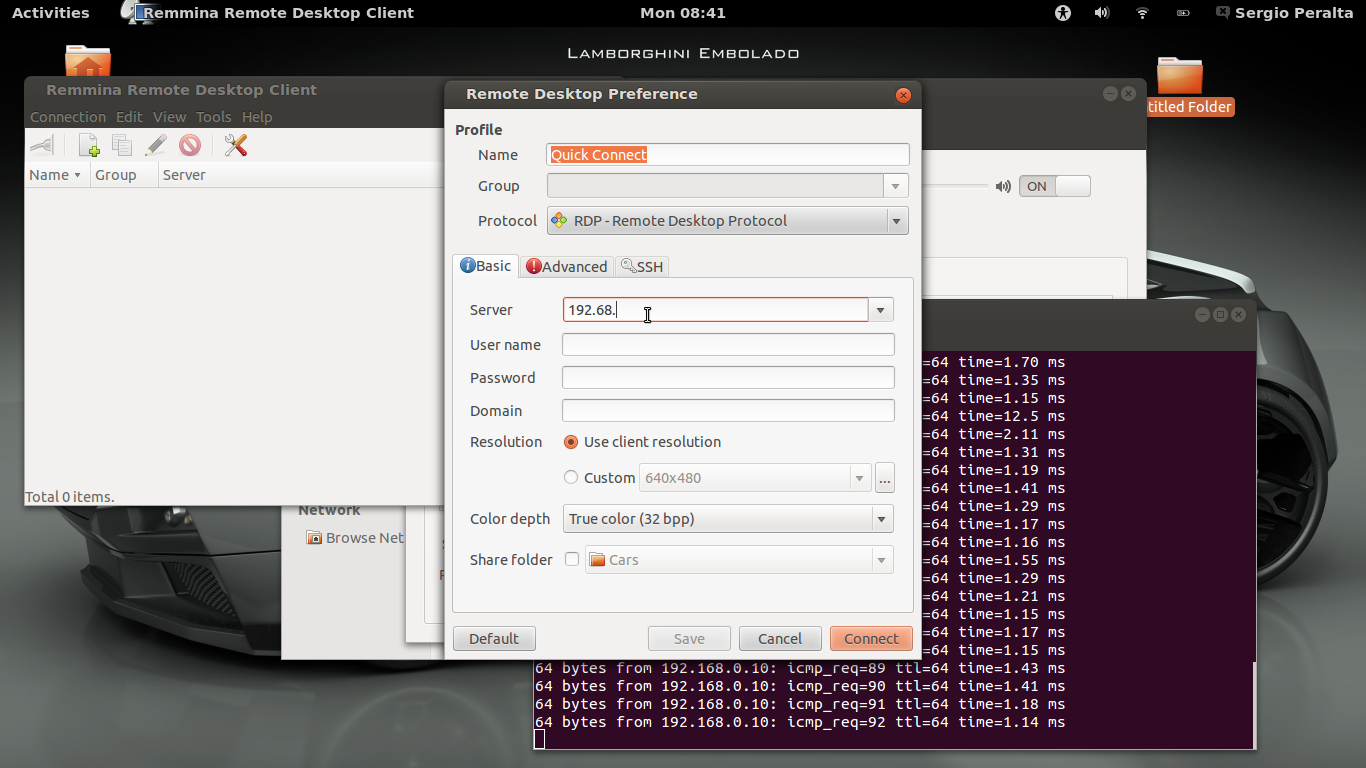 Activities Remmina Remote Desktop Client Mon 08:41 Sergio Peralta
LAMBORGHINI EMBOLADO
titled Folder
Remmina Remote Desktop Client
Connection Edit View Tools Help
Name Group Server
Total 0 items.
Remote Desktop Preference
Profile
Name Quick Connect
Group
Protocol RDP - Remote Desktop Protocol
Basic Advanced SSH
Server 192.68.
User name
Password
Domain
Resolution Use client resolution
Custom 640x480 ...
Color depth True color (32 bpp)
Share folder Cars
Default Save Cancel Connect
ON
Network
Browse Net
=64 time=1.70 ms
=64 time=1.35 ms
=64 time=1.15 ms
=64 time=12.5 ms
=64 time=2.11 ms
=64 time=1.31 ms
=64 time=1.19 ms
=64 time=1.41 ms
=64 time=1.29 ms
=64 time=1.17 ms
=64 time=1.16 ms
=64 time=1.55 ms
=64 time=1.29 ms
=64 time=1.21 ms
=64 time=1.15 ms
=64 time=1.17 ms
=64 time=1.15 ms
64 bytes from 192.168.0.10: icmp_req=89 ttl=64 time=1.43 ms
64 bytes from 192.168.0.10: icmp_req=90 ttl=64 time=1.41 ms
64 bytes from 192.168.0.10: icmp_req=91 ttl=64 time=1.18 ms
64 bytes from 192.168.0.10: icmp_req=92 ttl=64 time=1.14 ms